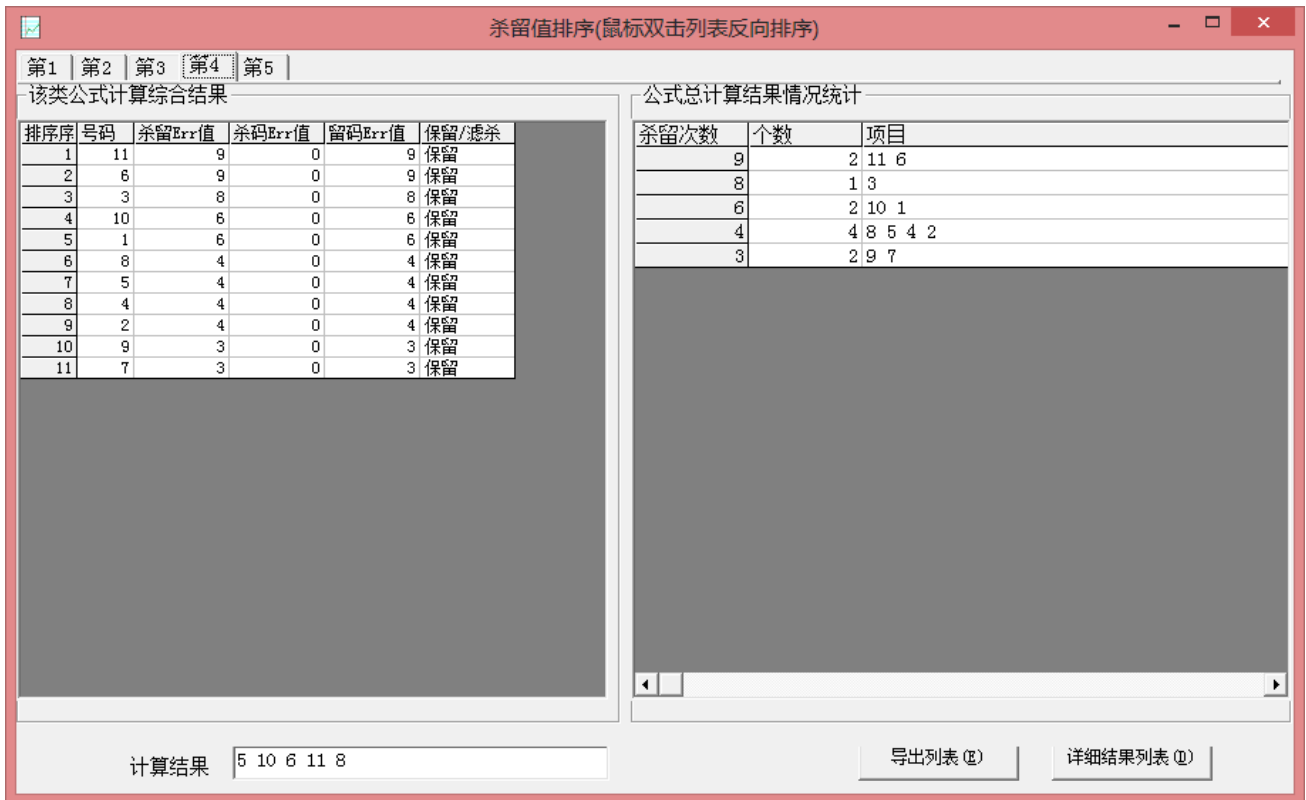 杀留值排序(鼠标双击列表反向排序)
第1 第2 第3 第4 第5
该类公式计算综合结果
排序序 号码 杀留Err值 杀码Err值 留码Err值 保留/滤杀
1 11 9 0 9 保留
2 6 9 0 9 保留
3 3 8 0 8 保留
4 10 6 0 6 保留
5 1 6 0 6 保留
6 8 4 0 4 保留
7 5 4 0 4 保留
8 4 4 0 4 保留
9 2 4 0 4 保留
10 9 3 0 3 保留
11 7 3 0 3 保留
公式总计算结果情况统计
杀留次数 个数 项目
9 2 11 6
8 1 3
6 2 10 1
4 4 8 5 4 2
3 2 9 7
计算结果 5 10 6 11 8
导出列表(E) 详细结果列表(D)